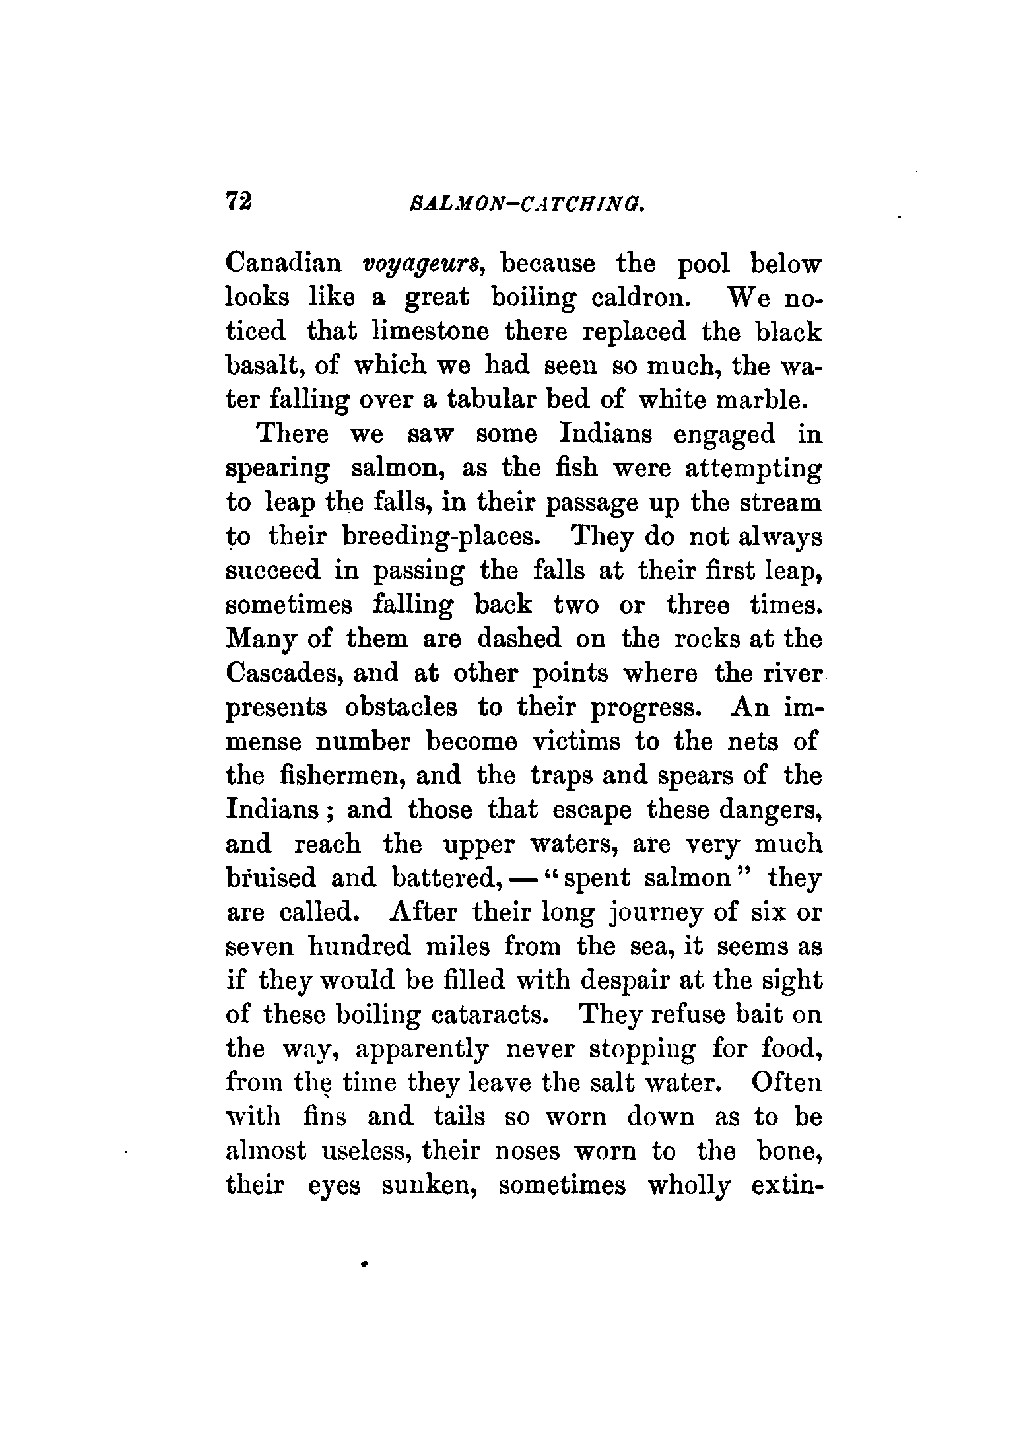 72 SALMON-CATCHING.
Canadian voyageurs, because the pool below
looks like a great boiling caldron. We no-
ticed that limestone there replaced the black
basalt, of which we had seen so much, the wa-
ter falling over a tabular bed of white marble.
There we saw some Indians engaged in
spearing salmon, as the fish were attempting
to leap the falls, in their passage up the stream
to their breeding-places. They do not always
succeed in passing the falls at their first leap,
sometimes falling back two or three times.
Many of them are dashed on the rocks at the
Cascades, and at other points where the river
presents obstacles to their progress. An im-
mense number become victims to the nets of
the fishermen, and the traps and spears of the
Indians; and those that escape these dangers,
and reach the upper waters, are very much
bruised and battered, — "spent salmon" they
are called. After their long journey of six or
seven hundred miles from the sea, it seems as
if they would be filled with despair at the sight
of these boiling cataracts. They refuse bait on
the way, apparently never stopping for food,
from the time they leave the salt water. Often
with fins and tails so worn down as to be
almost useless, their noses worn to the bone,
their eyes sunken, sometimes wholly extin-